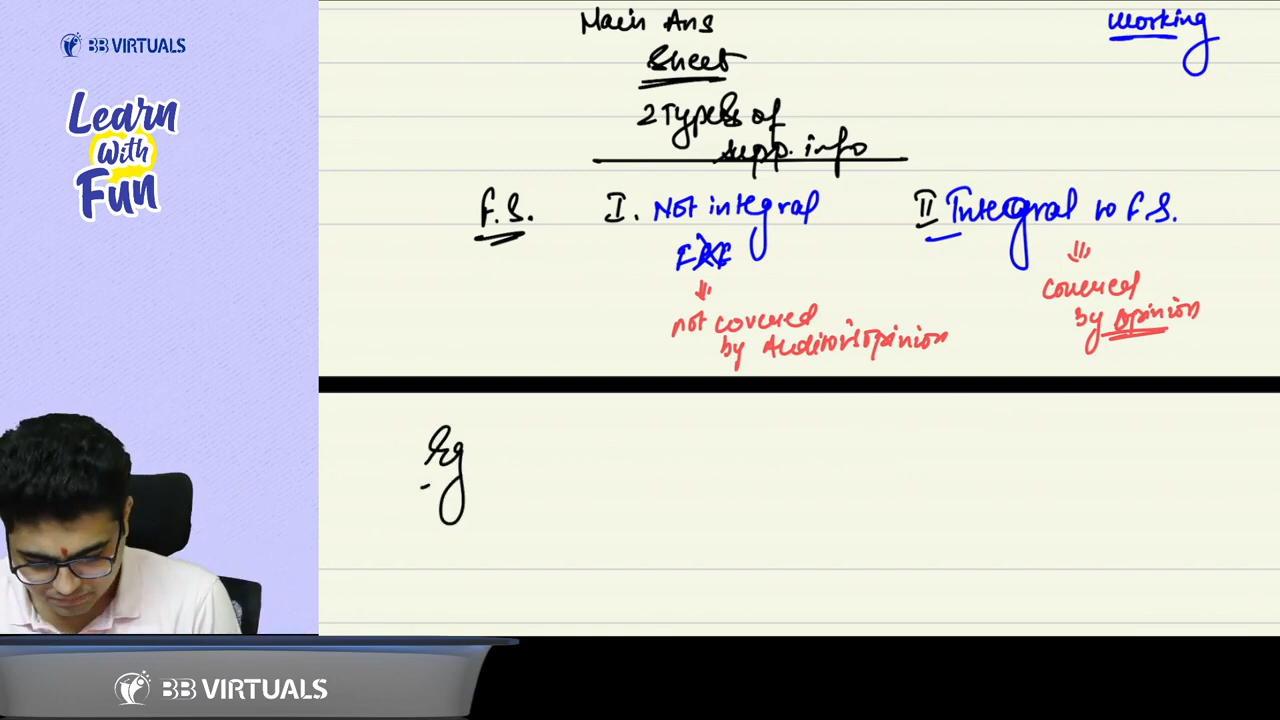 BB VIRTUALS
Learn
With
Fun
Main Ans
Sheet
working
2 Types of
supp. info
F.S.
I. Not integral
II Integral to F.S.
not covered
by Auditor's opinion
covered
by opinion
Eg
BB VIRTUALS